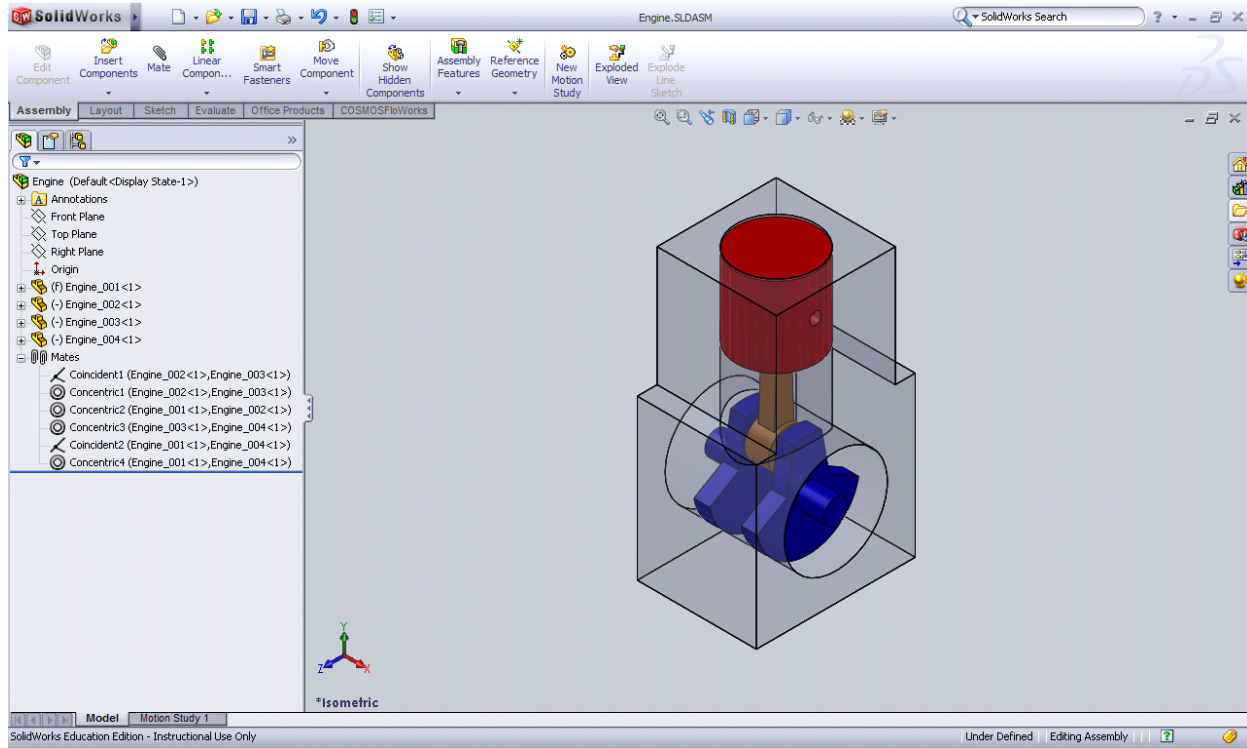 SolidWorks
Engine.SLDASM
SolidWorks Search
Edit Component
Insert Components
Mate
Linear Compon...
Smart Fasteners
Move Component
Show Hidden Components
Assembly Features
Reference Geometry
New Motion Study
Exploded View
Explode Line Sketch
Assembly Layout Sketch Evaluate Office Products COSMOSFloWorks
Engine (Default<Display State-1>)
A Annotations
Front Plane
Top Plane
Right Plane
Origin
(f) Engine_001<1>
(-) Engine_002<1>
(-) Engine_003<1>
(-) Engine_004<1>
Mates
Coincident1 (Engine_002<1>,Engine_003<1>)
Concentric1 (Engine_002<1>,Engine_003<1>)
Concentric2 (Engine_001<1>,Engine_002<1>)
Concentric3 (Engine_003<1>,Engine_004<1>)
Coincident2 (Engine_001<1>,Engine_004<1>)
Concentric4 (Engine_001<1>,Engine_004<1>)
Y
Z X
*Isometric
Model Motion Study 1
SolidWorks Education Edition - Instructional Use Only
Under Defined Editing Assembly ?